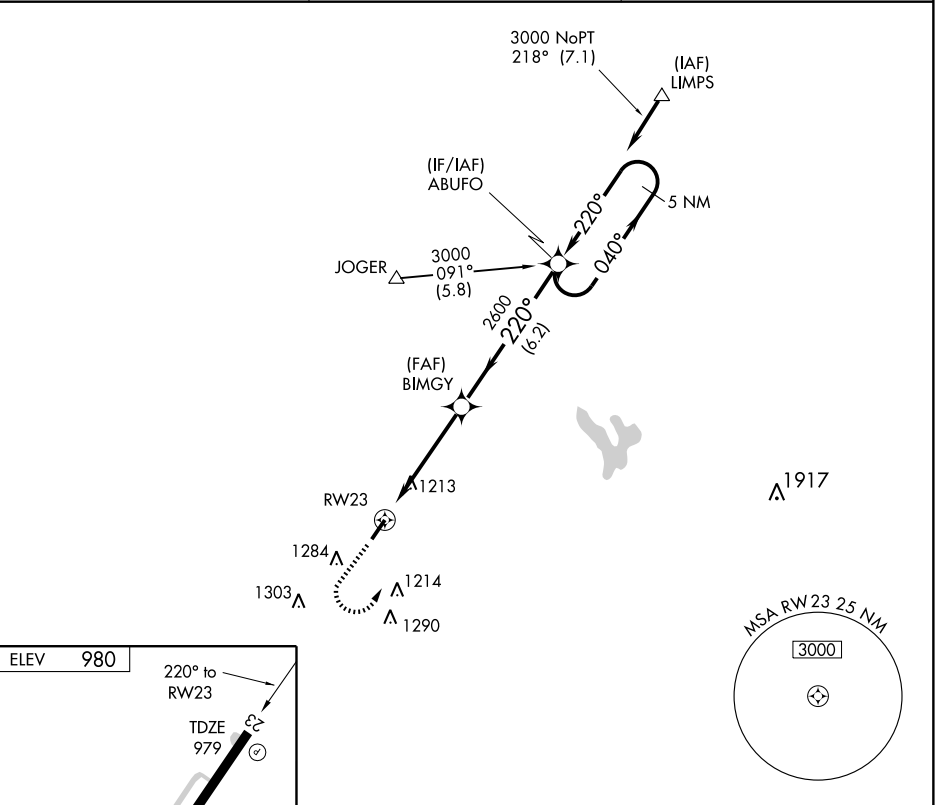 3000 NoPT
218° (7.1)
(IAF)
LIMPS
(IF/IAF)
ABUFO
5 NM
220°
040°
JOGER
3000
091°
(5.8)
2600
220°
(6.2)
(FAF)
BIMGY
1213
1917
RW23
1284
1303
1214
1290
MSA RW23 25 NM
3000
ELEV 980
220° to
RW23
23
TDZE
979
P